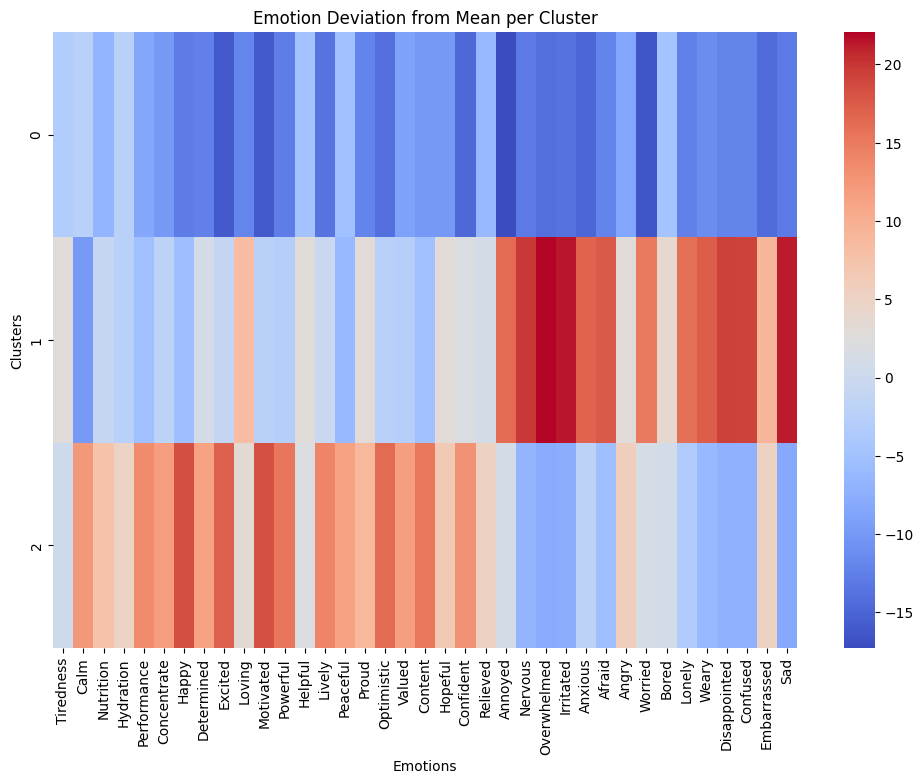 Emotion Deviation from Mean per Cluster
Clusters
0
1
2
Tiredness
Calm
Nutrition
Hydration
Performance
Concentrate
Happy
Determined
Excited
Loving
Motivated
Powerful
Helpful
Lively
Peaceful
Proud
Optimistic
Valued
Content
Hopeful
Confident
Relieved
Annoyed
Nervous
Overwhelmed
Irritated
Anxious
Afraid
Angry
Worried
Bored
Lonely
Weary
Disappointed
Confused
Embarrassed
Sad
Emotions
20
15
10
5
0
−5
−10
−15